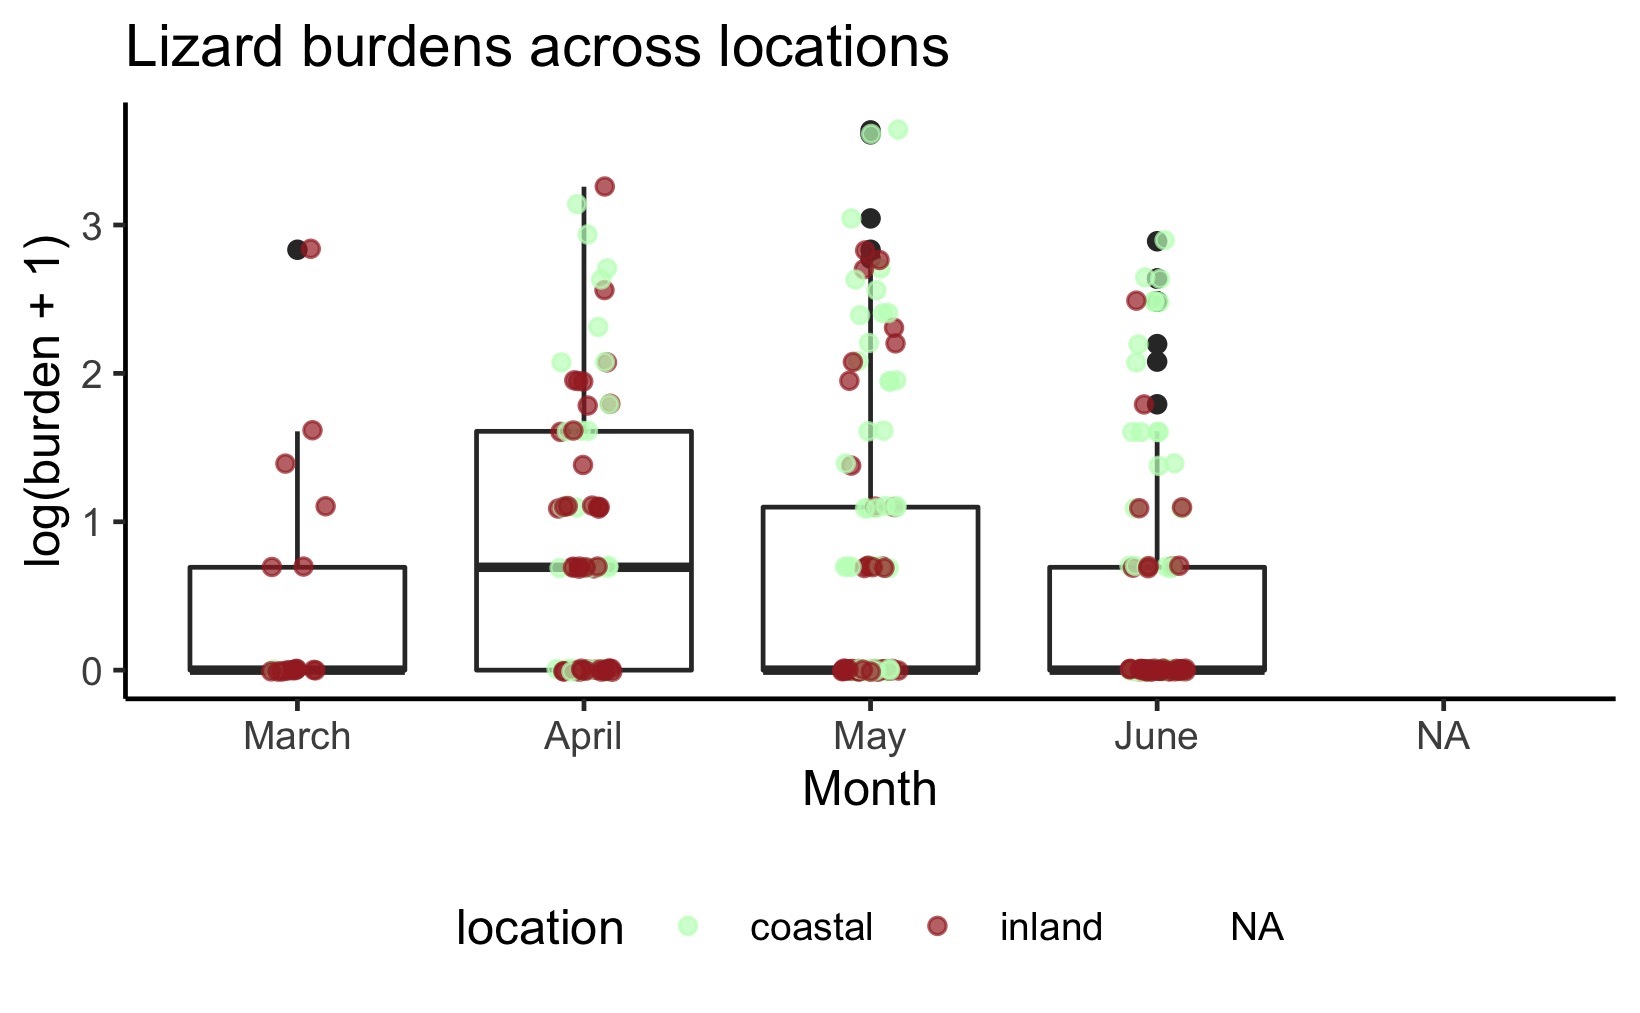 Lizard burdens across locations
log(burden + 1)
3
2
1
0
March April May June NA
Month
location coastal inland NA